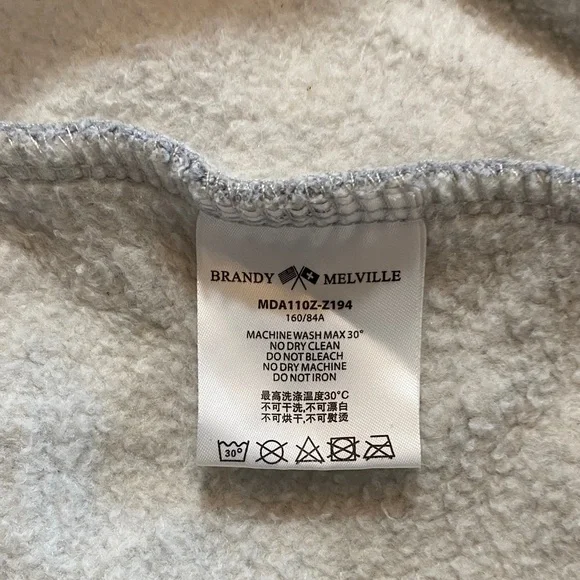 BRANDY MELVILLE
MDA110Z-Z194
160/84A
MACHINE WASH MAX 30°
NO DRY CLEAN
DO NOT BLEACH
NO DRY MACHINE
DO NOT IRON
最高洗涤温度30°C
不可干洗,不可漂白
不可烘干,不可熨烫
30°